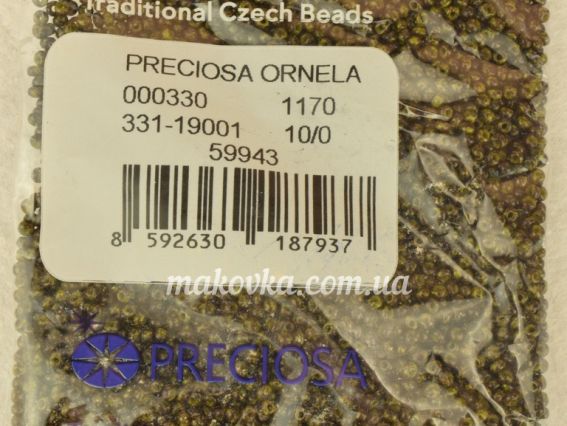 Traditional Czech Beads
PRECIOSA ORNELA
000330 1170
331-19001 10/0
59943
8 592630 187937
makovka.com.ua
PRECIOSA